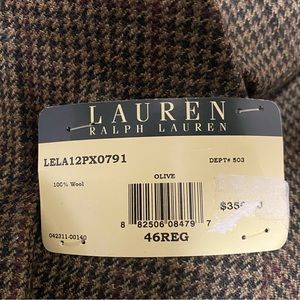 LAUREN
RALPH LAUREN
LELA12PX0791
DEPT# 503
OLIVE
100% Wool
8 82506 08479 7
46REG
042311-00140